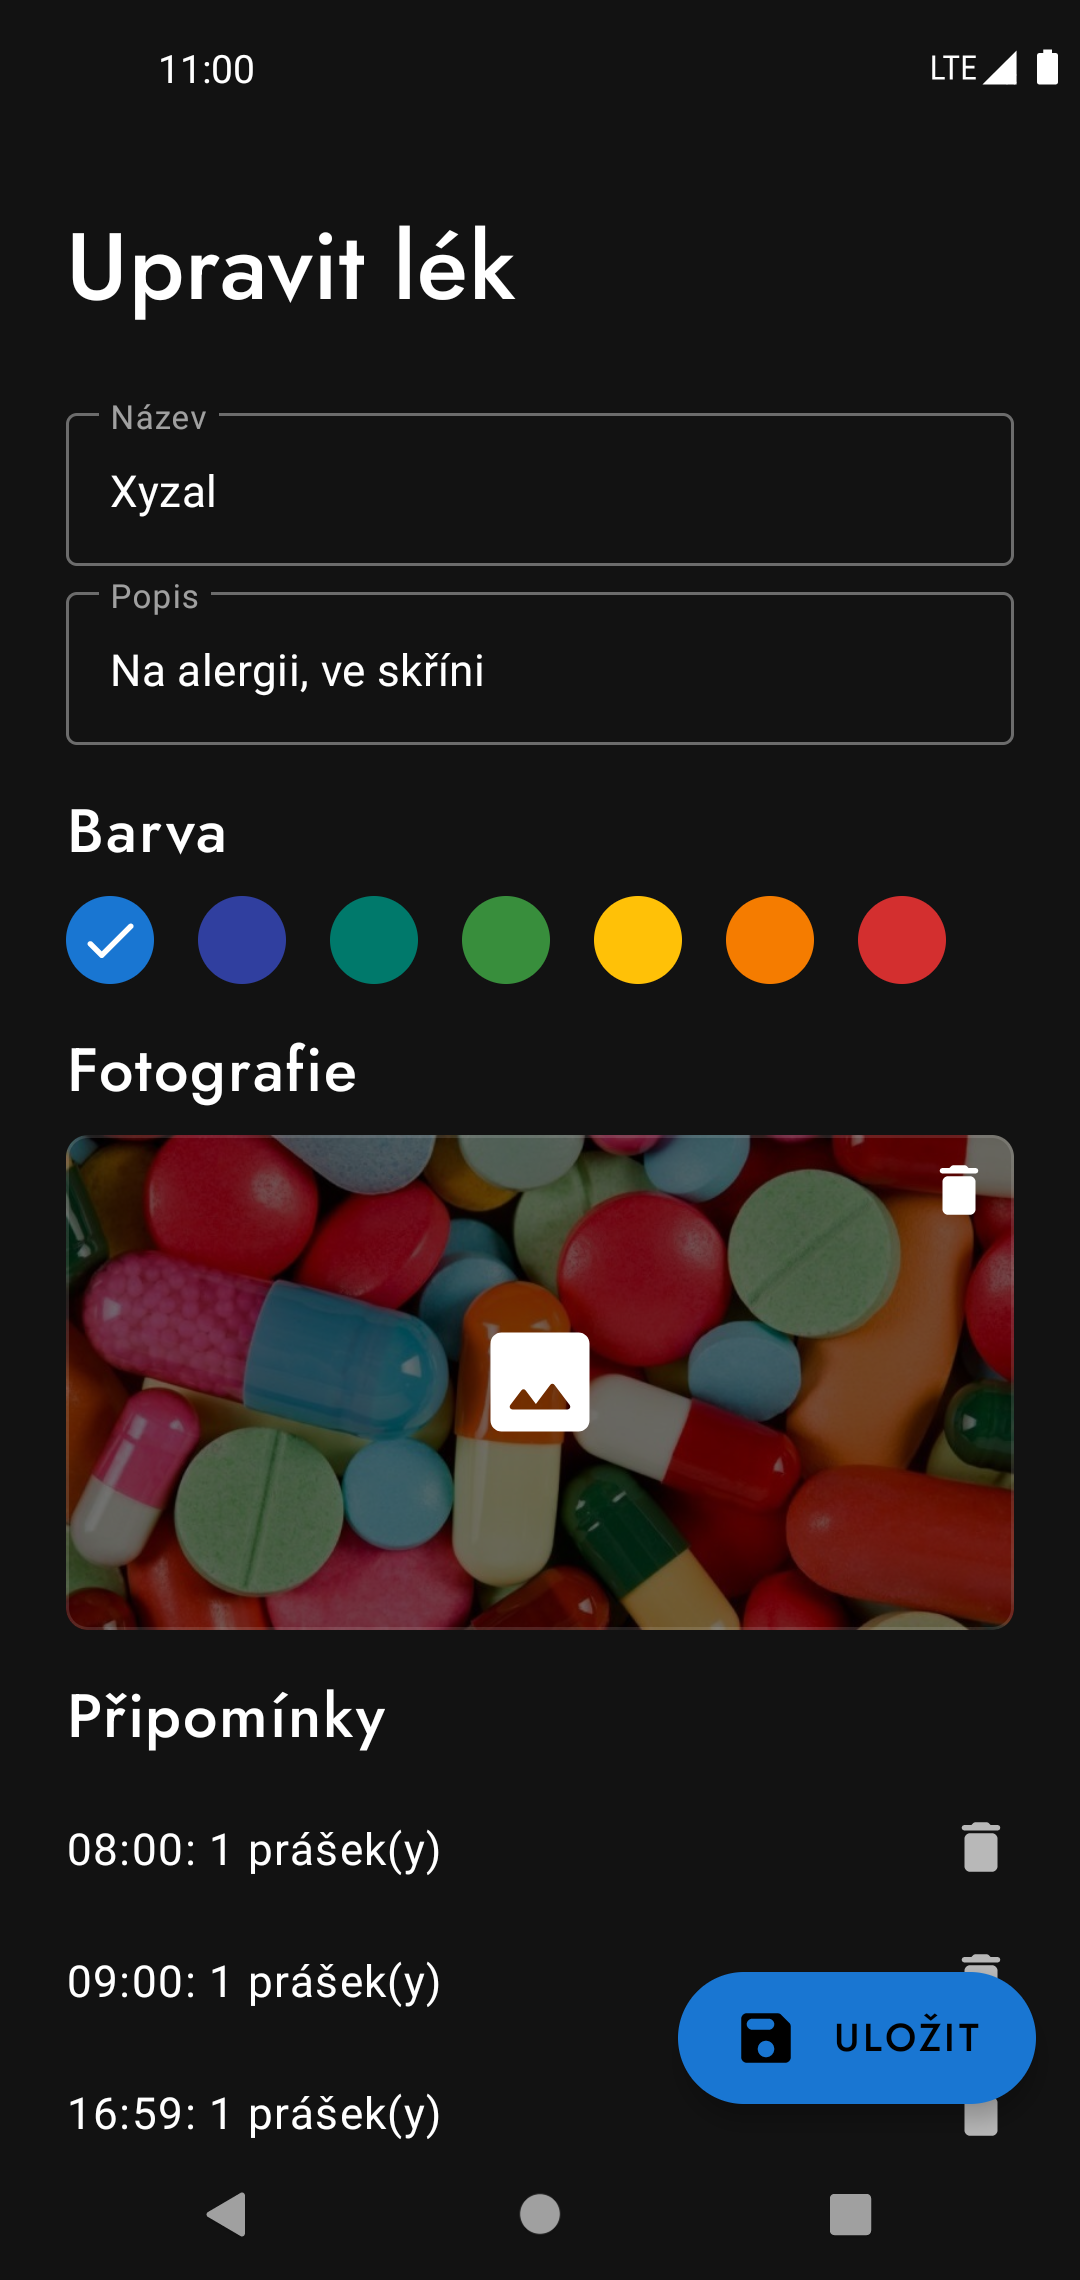 11:00
LTE
Upravit lék
Název
Xyzal
Popis
Na alergii, ve skříni
Barva
Fotografie
Připomínky
08:00: 1 prášek(y)
09:00: 1 prášek(y)
ULOŽIT
16:59: 1 prášek(y)